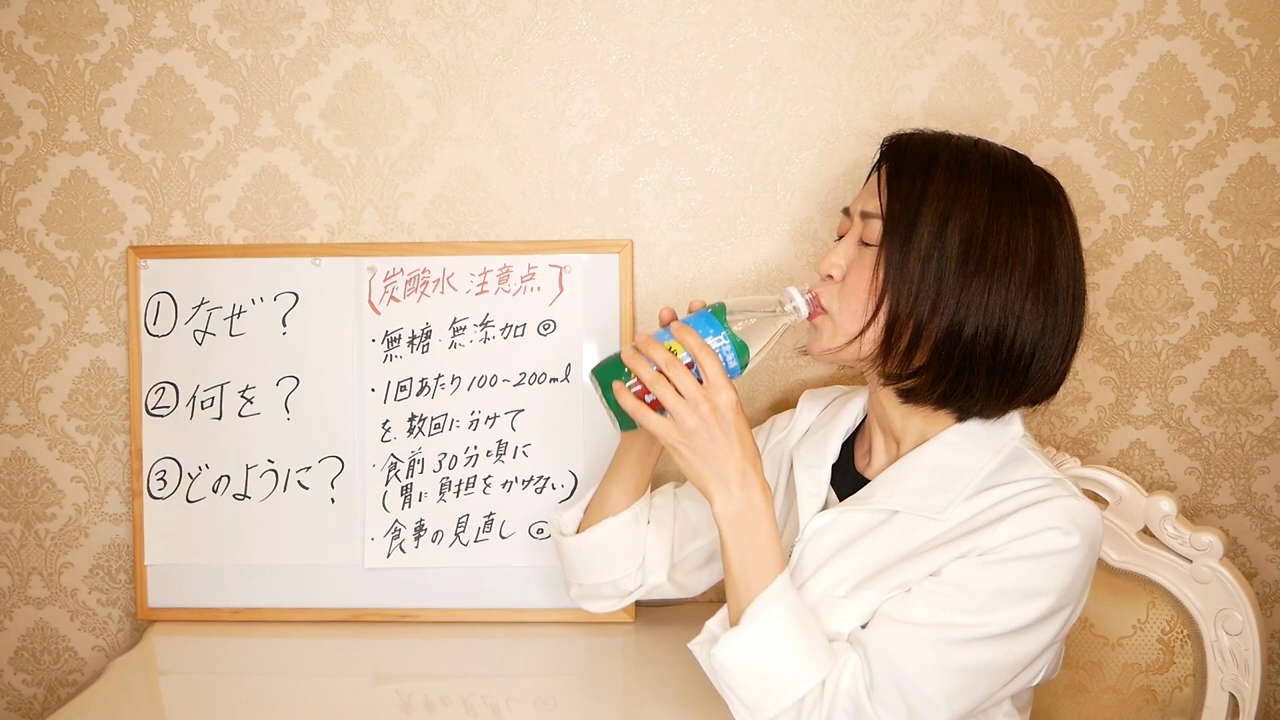 ①なぜ？
②何を？
③どのように？
【炭酸水 注意点】
・無糖・無添加◎
・1回あたり100~200ml
を数回に分けて
・食前30分頃に
(胃に負担をかけない)
・食事の見直し◎